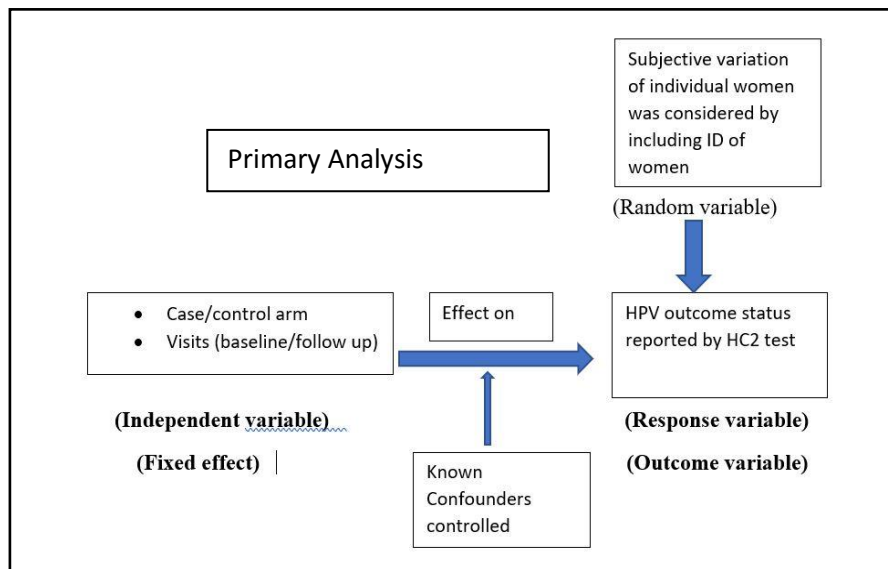 Primary Analysis
Subjective variation
of individual women
was considered by
including ID of
women
(Random variable)
• Case/control arm
• Visits (baseline/follow up)
Effect on
HPV outcome status
reported by HC2 test
(Independent variable)
(Fixed effect)
(Response variable)
(Outcome variable)
Known
Confounders
controlled